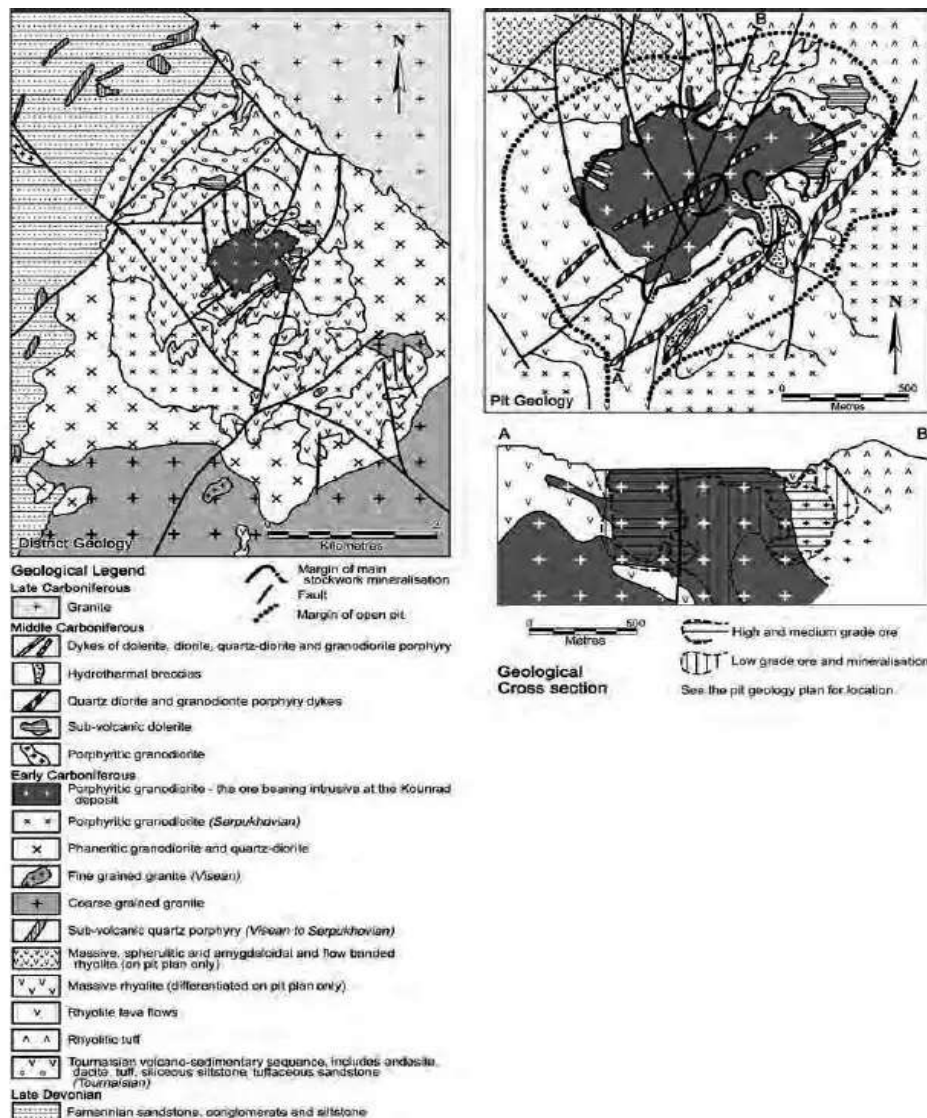 N
District Geology
2
Kilometres
B
A
N
0 500
Metres
Pit Geology
A B
0 500
Metres
Geological
Cross section
High and medium grade ore
Low grade ore and mineralisation
See the pit geology plan for location.
Geological Legend
Margin of main
stockwork mineralisation
Fault
Margin of open pit
Late Carboniferous
Granite
Middle Carboniferous
Dykes of dolerite, diorite, quartz-diorite and granodiorite porphyry
Hydrothermal breccias
Quartz diorite and granodiorite porphyry dykes
Sub-volcanic dolerite
Porphyritic granodiorite
Early Carboniferous
Porphyritic granodiorite - the ore bearing intrusive at the Kounrad
deposit
Porphyritic granodiorite (Serpukhovian)
Phaneritic granodiorite and quartz-diorite
Fine grained granite (Visean)
Coarse grained granite
Sub-volcanic quartz porphyry (Visean to Serpukhovian)
Massive, spherulitic and amygdaloidal and flow banded
rhyolite (on pit plan only)
Massive rhyolite (differentiated on pit plan only)
Rhyolite lava flows
Rhyolitic tuff
Tournaisian volcano-sedimentary sequence, includes andesite,
dacite, tuff, siliceous siltstone, tuffaceous sandstone
(Tournaisian)
Late Devonian
Famennian sandstone, conglomerate and siltstone